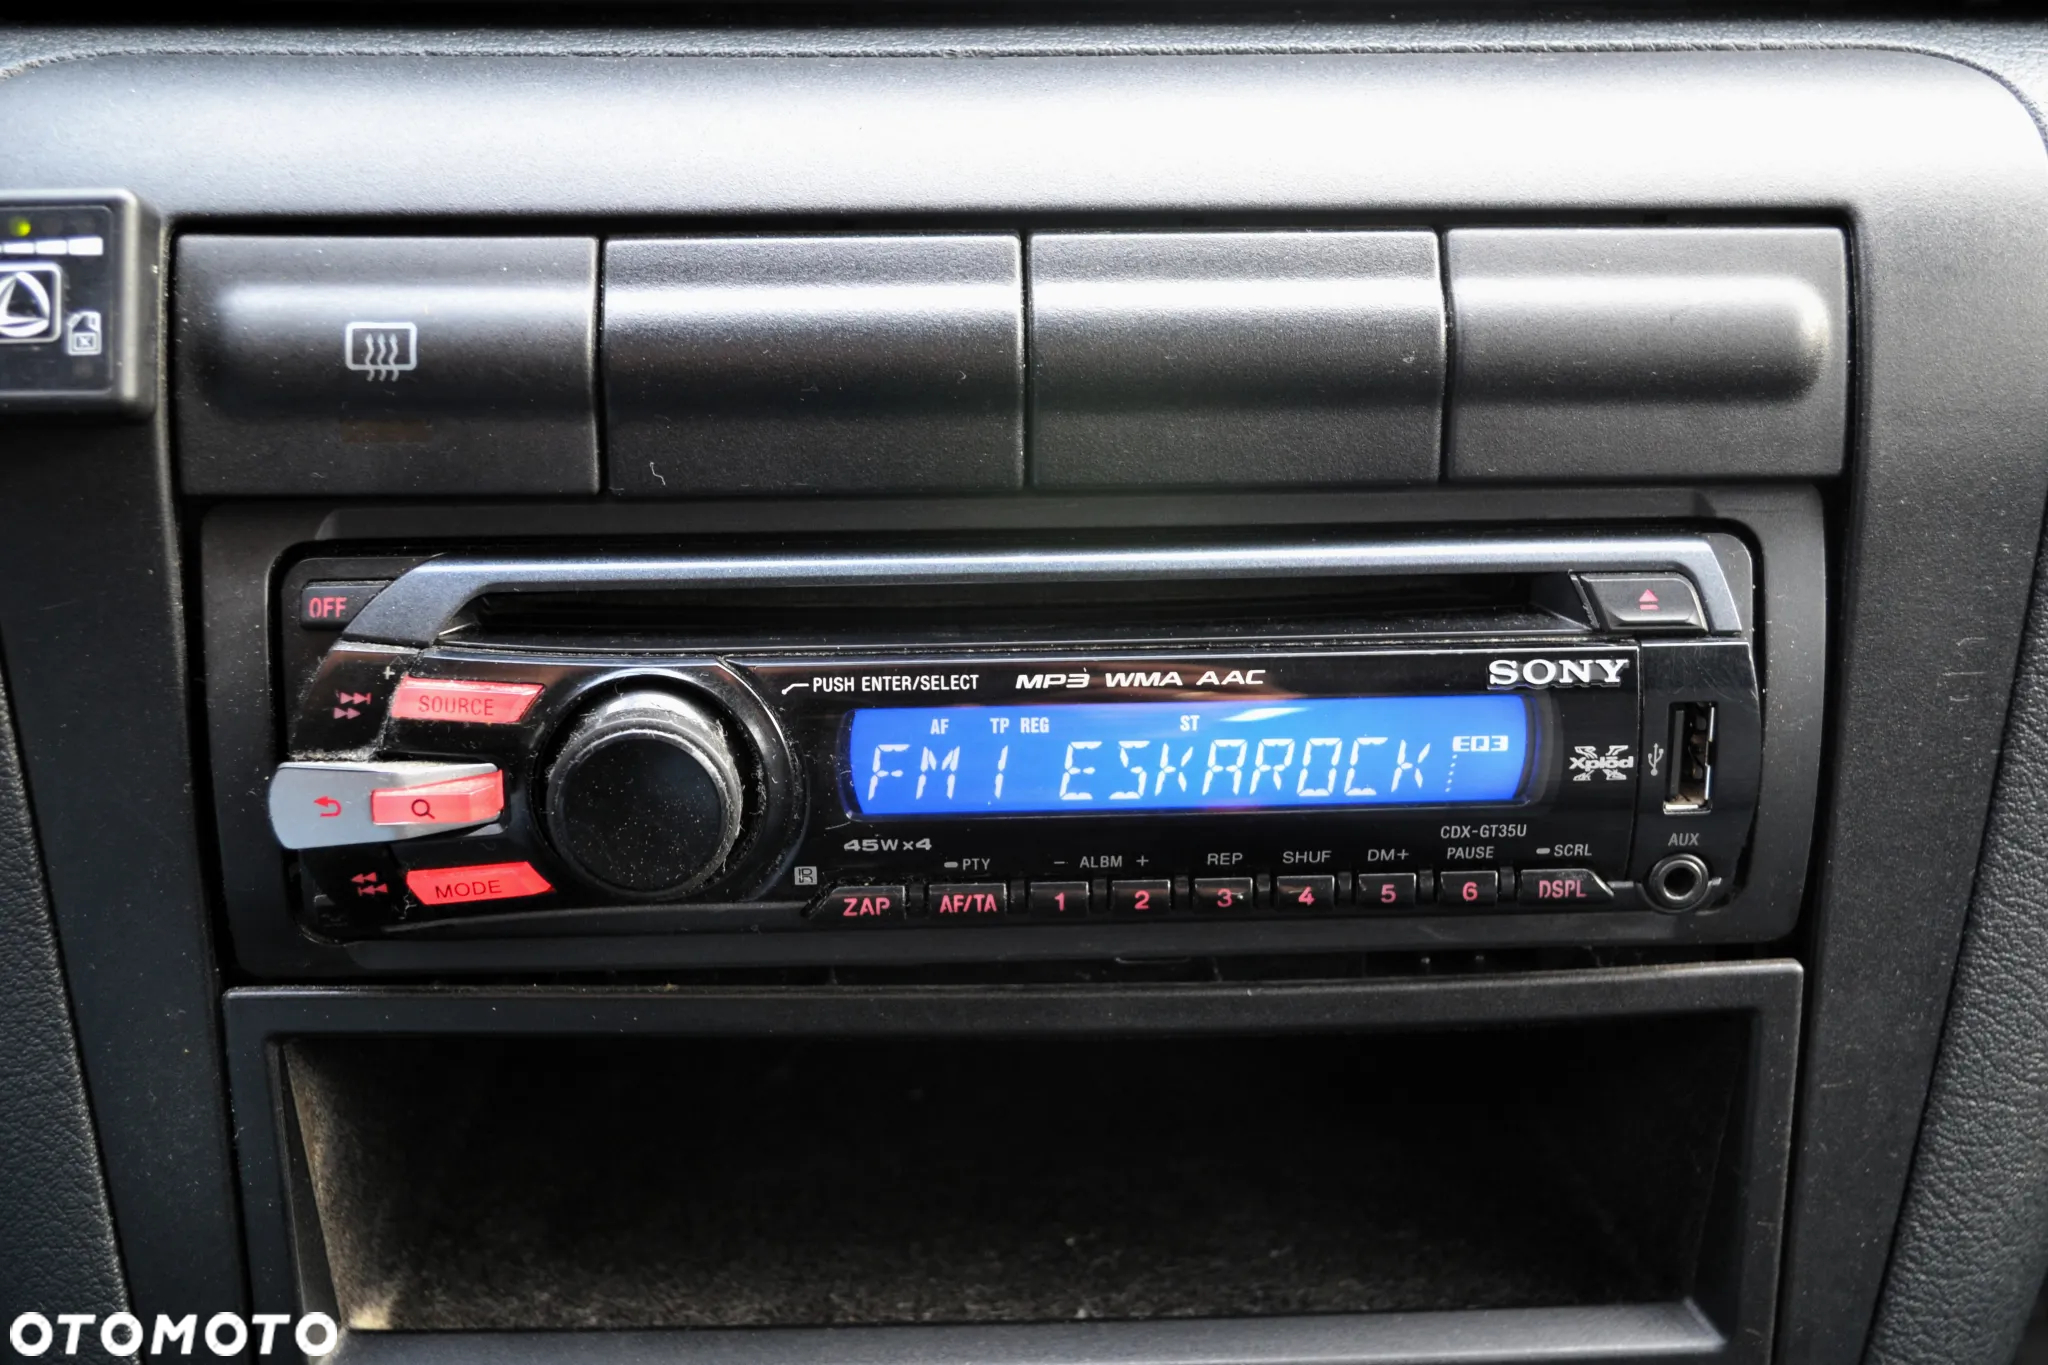 OFF
SOURCE
PUSH ENTER/SELECT MP3 WMA AAC SONY
AF TP REG ST
FM1 ESKAROCK EQ3
Xplod
MODE
45W×4
CDX-GT35U
AUX
PTY - ALBM + REP SHUF DM+ PAUSE SCRL
ZAP AF/TA 1 2 3 4 5 6 DSPL
OTOMOTO